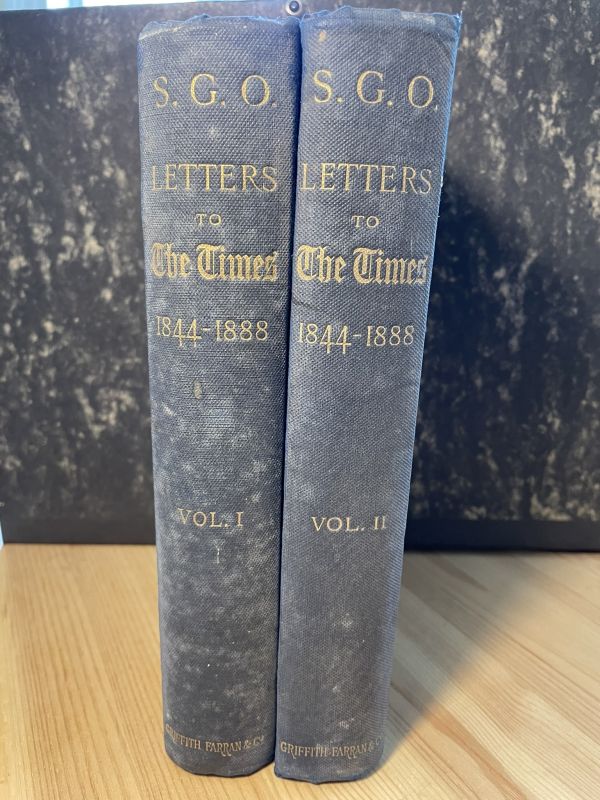 S. G. O.
LETTERS
TO
The Times
1844-1888
VOL. I
GRIFFITH FARRAN & Co
S. G. O.
LETTERS
TO
The Times
1844-1888
VOL. II
GRIFFITH FARRAN & C